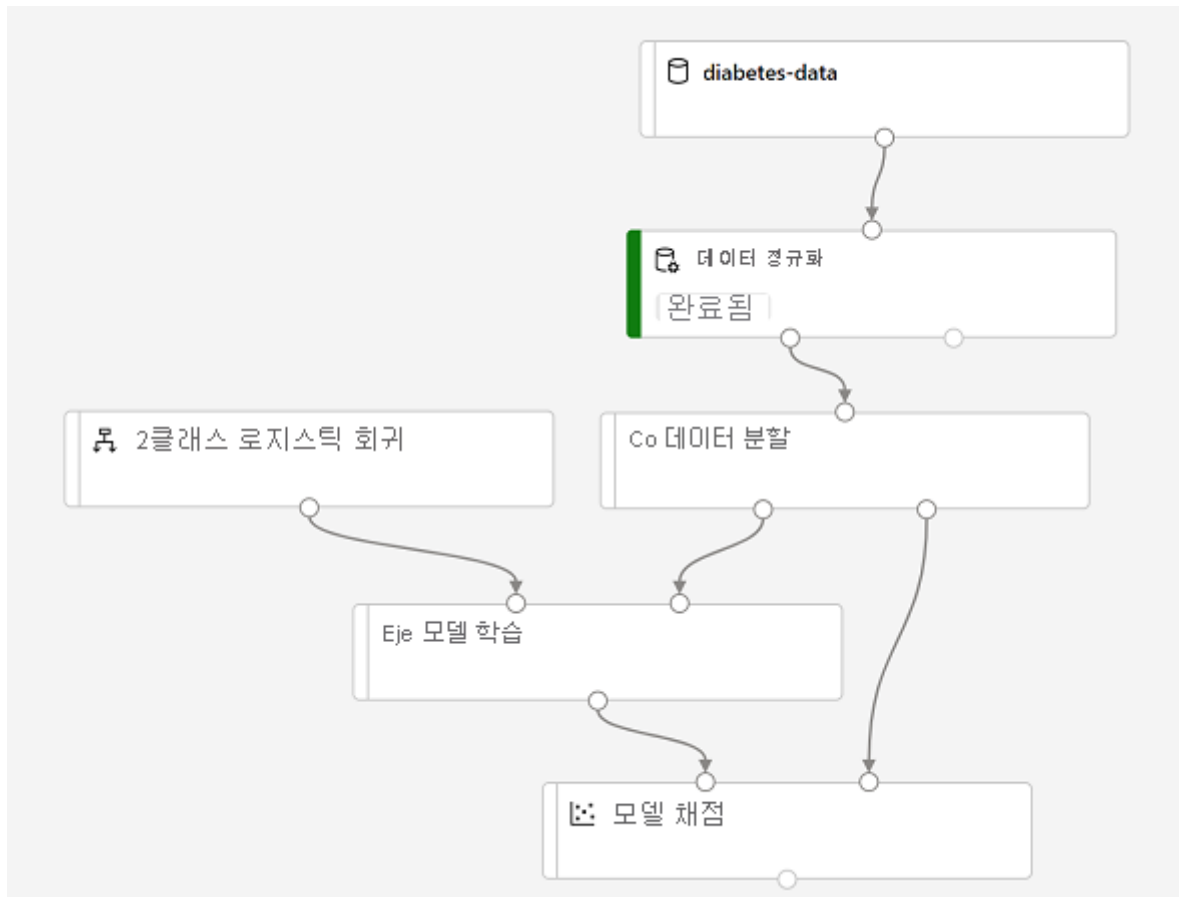 diabetes-data
데이터 정규화
완료됨
2클래스 로지스틱 회귀
Co 데이터 분할
Eje 모델 학습
모델 채점